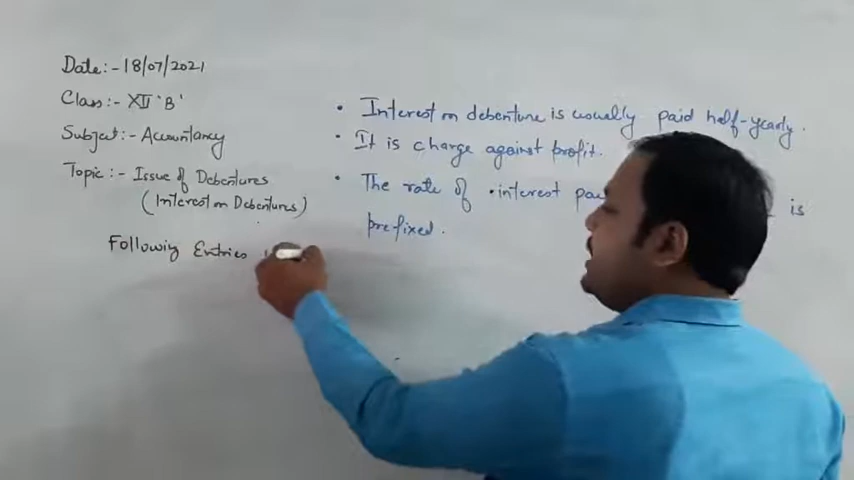 Date:- 18/07/2021
Class:- XII 'B'
Subject:- Accountancy
Topic:- Issue of Debentures
(Interest on Debentures)
Following Entries
• Interest on debenture is usually paid half-yearly.
• It is charge against profit.
• The rate of interest is
prefixed.